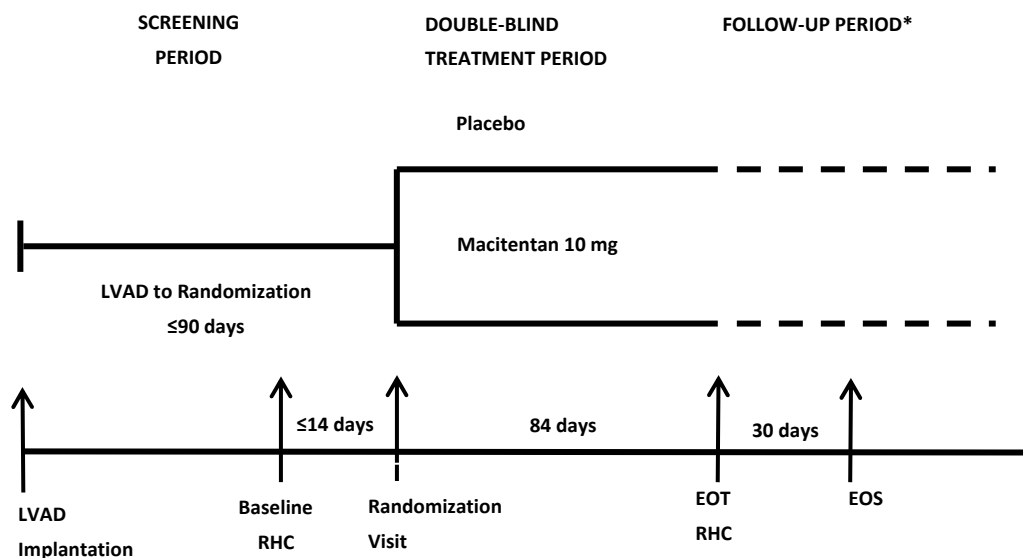 SCREENING
PERIOD
DOUBLE-BLIND
TREATMENT PERIOD
FOLLOW-UP PERIOD*
Placebo
Macitentan 10 mg
LVAD to Randomization
≤90 days
≤14 days
84 days
30 days
LVAD
Implantation
Baseline
RHC
Randomization
Visit
EOT
RHC
EOS